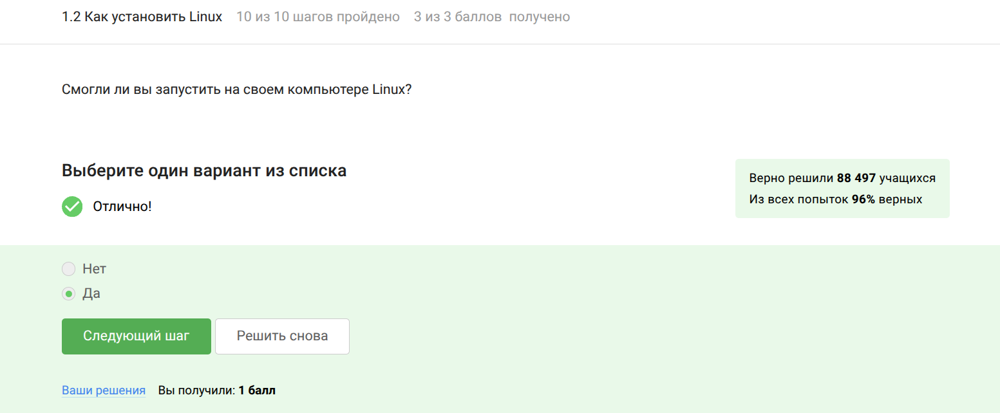 1.2 Как установить Linux 10 из 10 шагов пройдено 3 из 3 баллов получено
Смогли ли вы запустить на своем компьютере Linux?
Выберите один вариант из списка
Отлично!
Верно решили 88 497 учащихся
Из всех попыток 96% верных
Нет
Да
Следующий шаг Решить снова
Ваши решения Вы получили: 1 балл